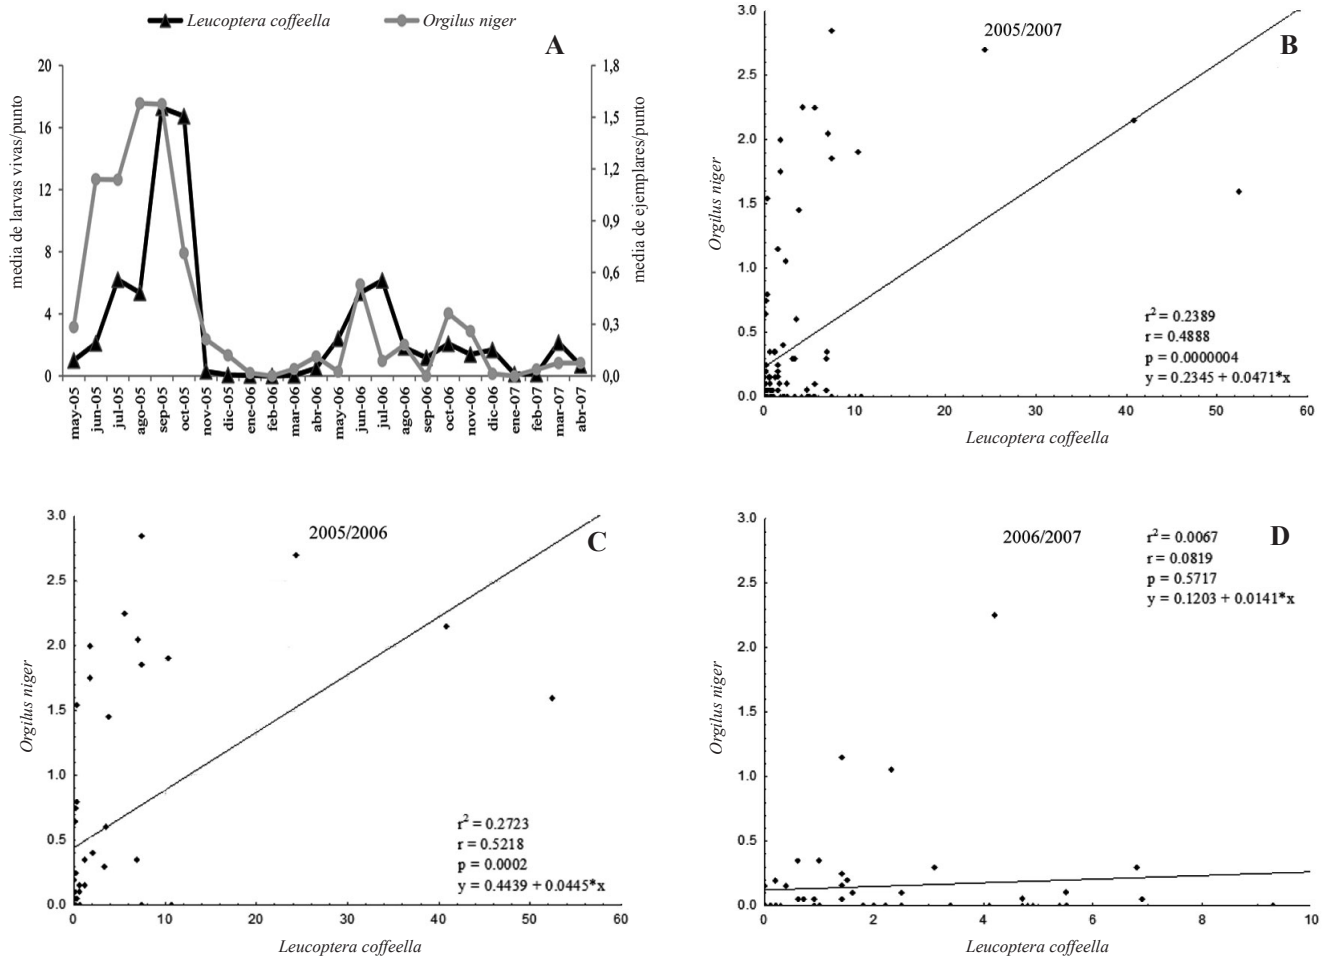 Leucoptera coffeella
Orgilus niger
A
media de larvas vivas/punto
20
16
12
8
4
0
1,8
1,5
1,2
0,9
0,6
0,3
0,0
media de ejemplares/punto
may-05
jun-05
jul-05
ago-05
sep-05
oct-05
nov-05
dic-05
ene-06
feb-06
mar-06
abr-06
may-06
jun-06
jul-06
ago-06
sep-06
oct-06
nov-06
dic-06
ene-07
feb-07
mar-07
abr-07
2005/2007
B
Orgilus niger
3.0
2.5
2.0
1.5
1.0
0.5
0.0
r² = 0.2389
r = 0.4888
p = 0.0000004
y = 0.2345 + 0.0471*x
0 10 20 30 40 50 60
Leucoptera coffeella
2005/2006
C
Orgilus niger
3.0
2.5
2.0
1.5
1.0
0.5
0.0
r² = 0.2723
r = 0.5218
p = 0.0002
y = 0.4439 + 0.0445*x
0 10 20 30 40 50 60
Leucoptera coffeella
2006/2007
D
r² = 0.0067
r = 0.0819
p = 0.5717
y = 0.1203 + 0.0141*x
Orgilus niger
3.0
2.5
2.0
1.5
1.0
0.5
0.0
0 2 4 6 8 10
Leucoptera coffeella